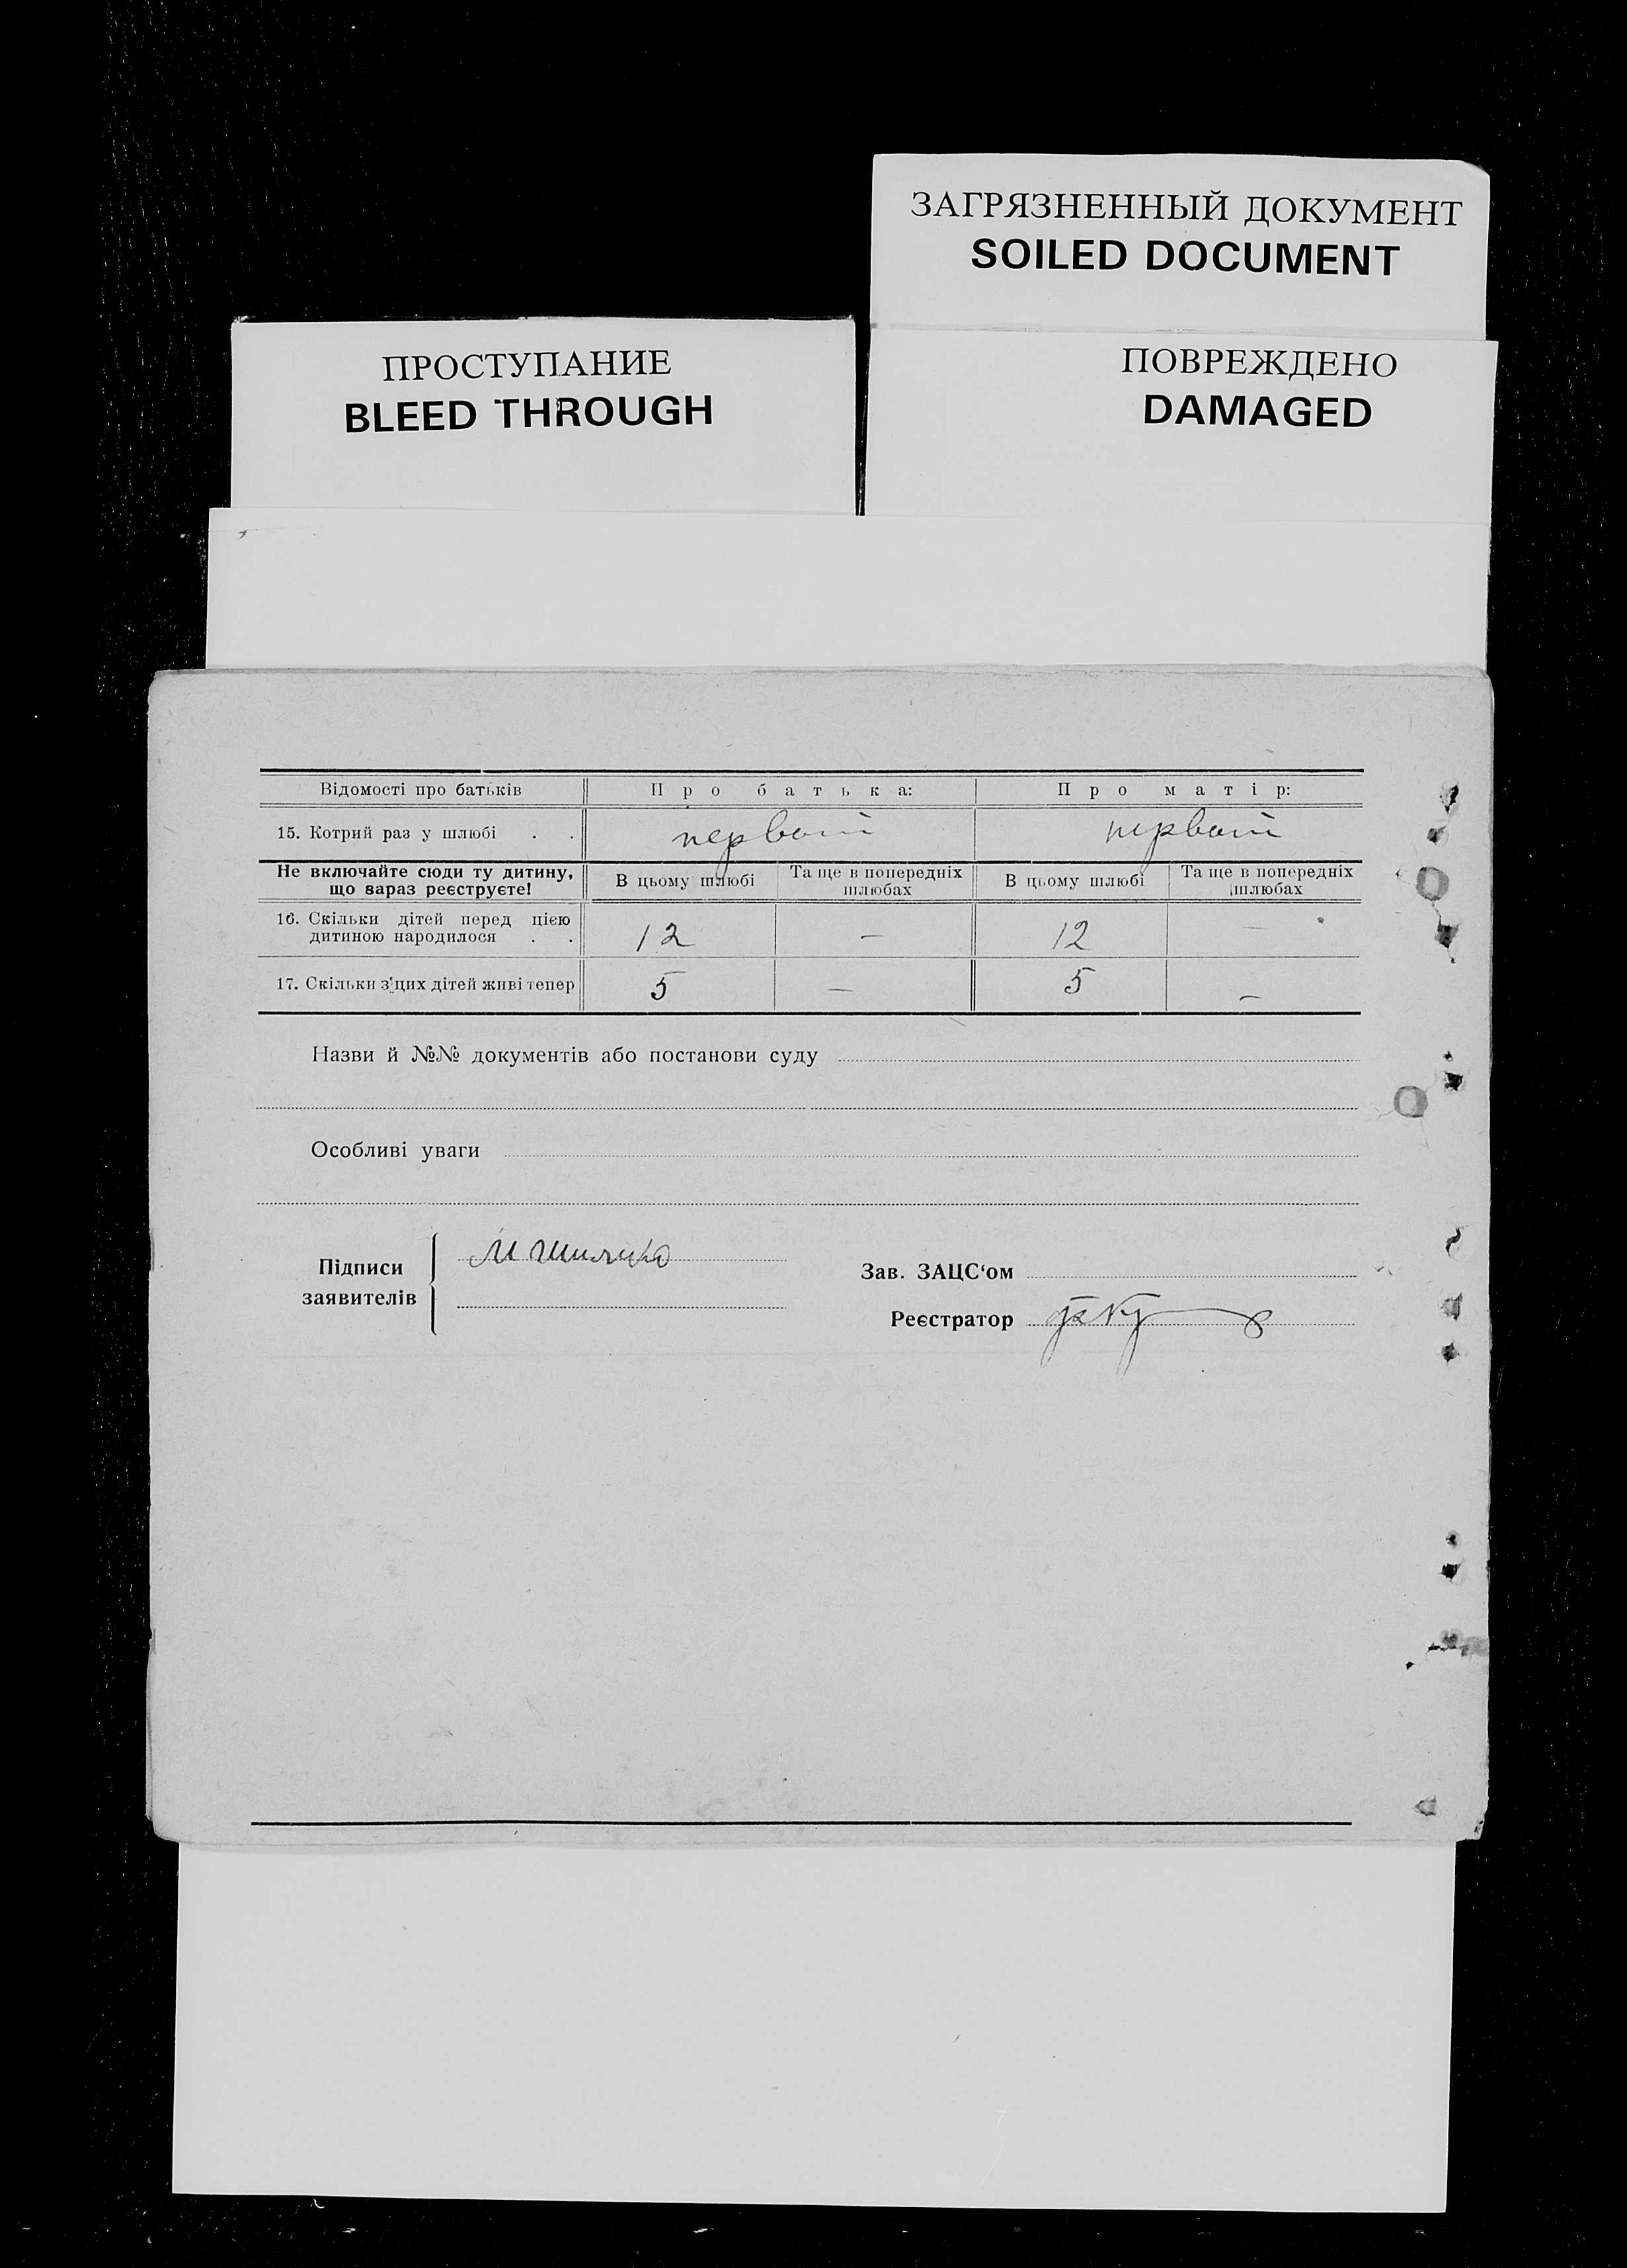 ЗАГРЯЗНЕННЫЙ ДОКУМЕНТ
SOILED DOCUMENT
ПРОСТУПАНИЕ
BLEED THROUGH
ПОВРЕЖДЕНО
DAMAGED
Відомості про батьків Про батька: Про матір:
15. Котрий раз у шлюбі . . первой первой
Не включайте сюди ту дитину, що вараз реєструєте! В цьому шлюбі Та ще в попередніх шлюбах В цьому шлюбі Та ще в попередніх шлюбах
16. Скільки дітей перед цією
дитиною народилося . . 12 — 12 —
17. Скільки з цих дітей живі тепер 5 — 5 —
Назви й №№ документів або постанови суду
Особливі уваги
Підписи
заявителів
М
Зав. ЗАЦС‘ом
Реєстратор